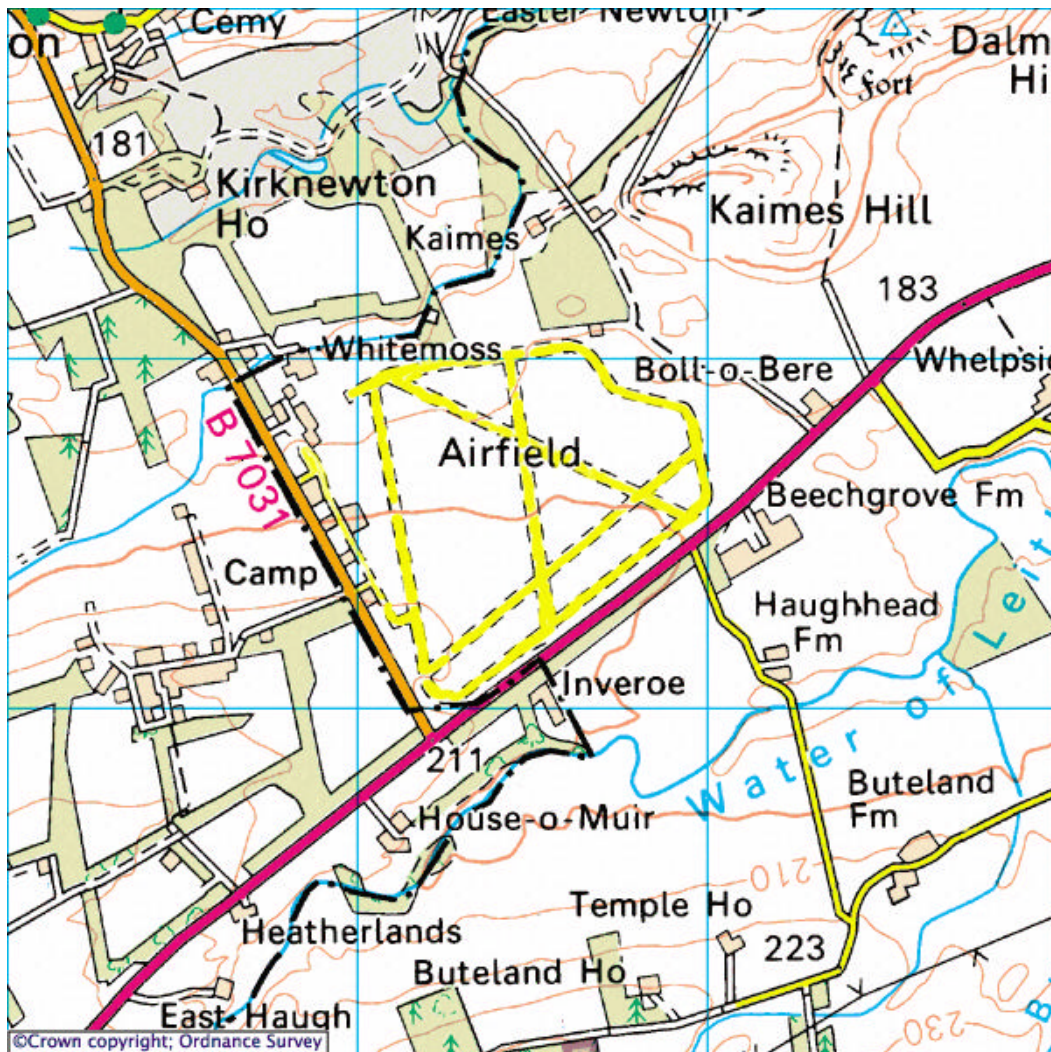 Easter Newton
Cemy
on
Dalm
Hi
Fort
181
Kirknewton
Ho
Kaimes
Kaimes Hill
183
Whitemoss
Boll-o-Bere
Whelpsi
B 7031
Airfield
Beechgrove Fm
Camp
Haughhead
Fm
Inveroe
Water of Leit
211
Buteland
Fm
House-o-Muir
210
Temple Ho
Heatherlands
223
Buteland Ho
East Haugh
230
B
©Crown copyright; Ordnance Survey